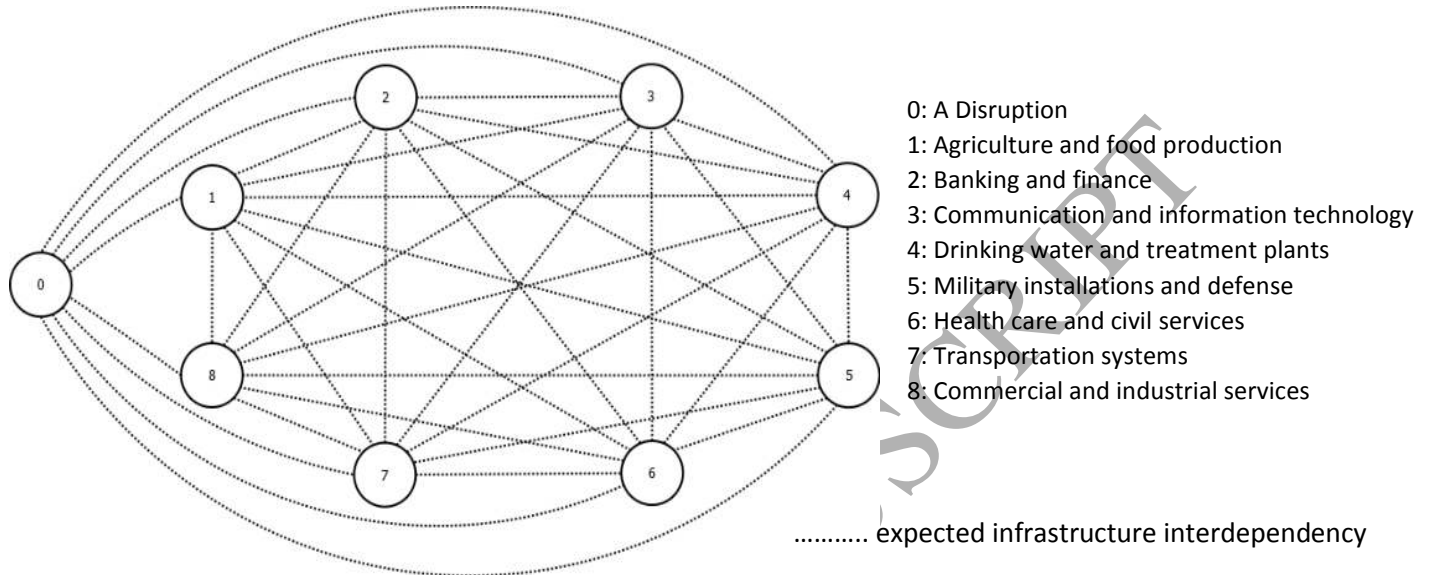 2
3
1
4
0
8
5
7
6
0: A Disruption
1: Agriculture and food production
2: Banking and finance
3: Communication and information technology
4: Drinking water and treatment plants
5: Military installations and defense
6: Health care and civil services
7: Transportation systems
8: Commercial and industrial services
SCRIPT
……….. expected infrastructure interdependency